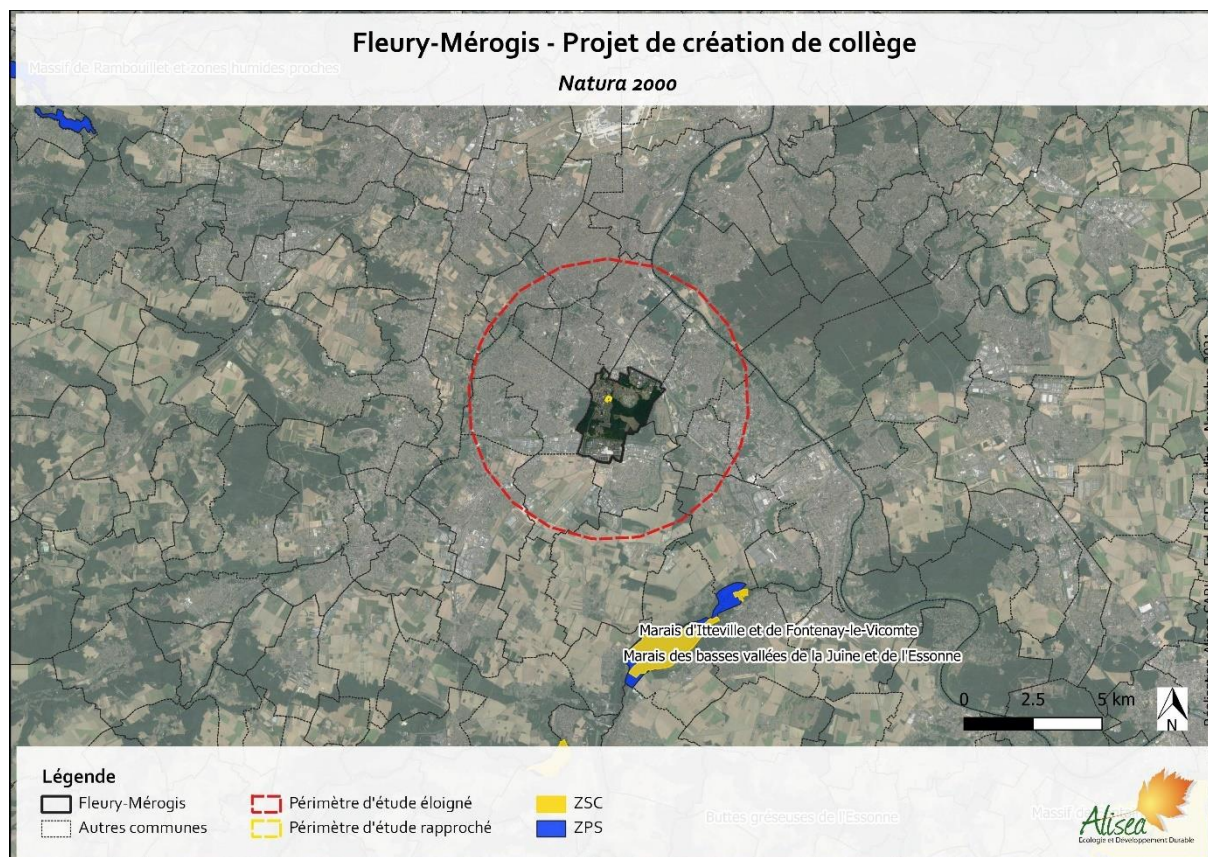 Fleury-Mérogis - Projet de création de collège
Natura 2000
Massif de Rambouillet et zones humides proches
Marais d'Itteville et de Fontenay-le-Vicomte
Marais des basses vallées de la Juine et de l'Essonne
0 2.5 5 km
N
Légende
Fleury-Mérogis
Autres communes
Périmètre d'étude éloigné
Périmètre d'étude rapproché
ZSC
ZPS
Buttes gréseuses de l'Essonne
Massif de
Alisea
Ecologie et Développement Durable